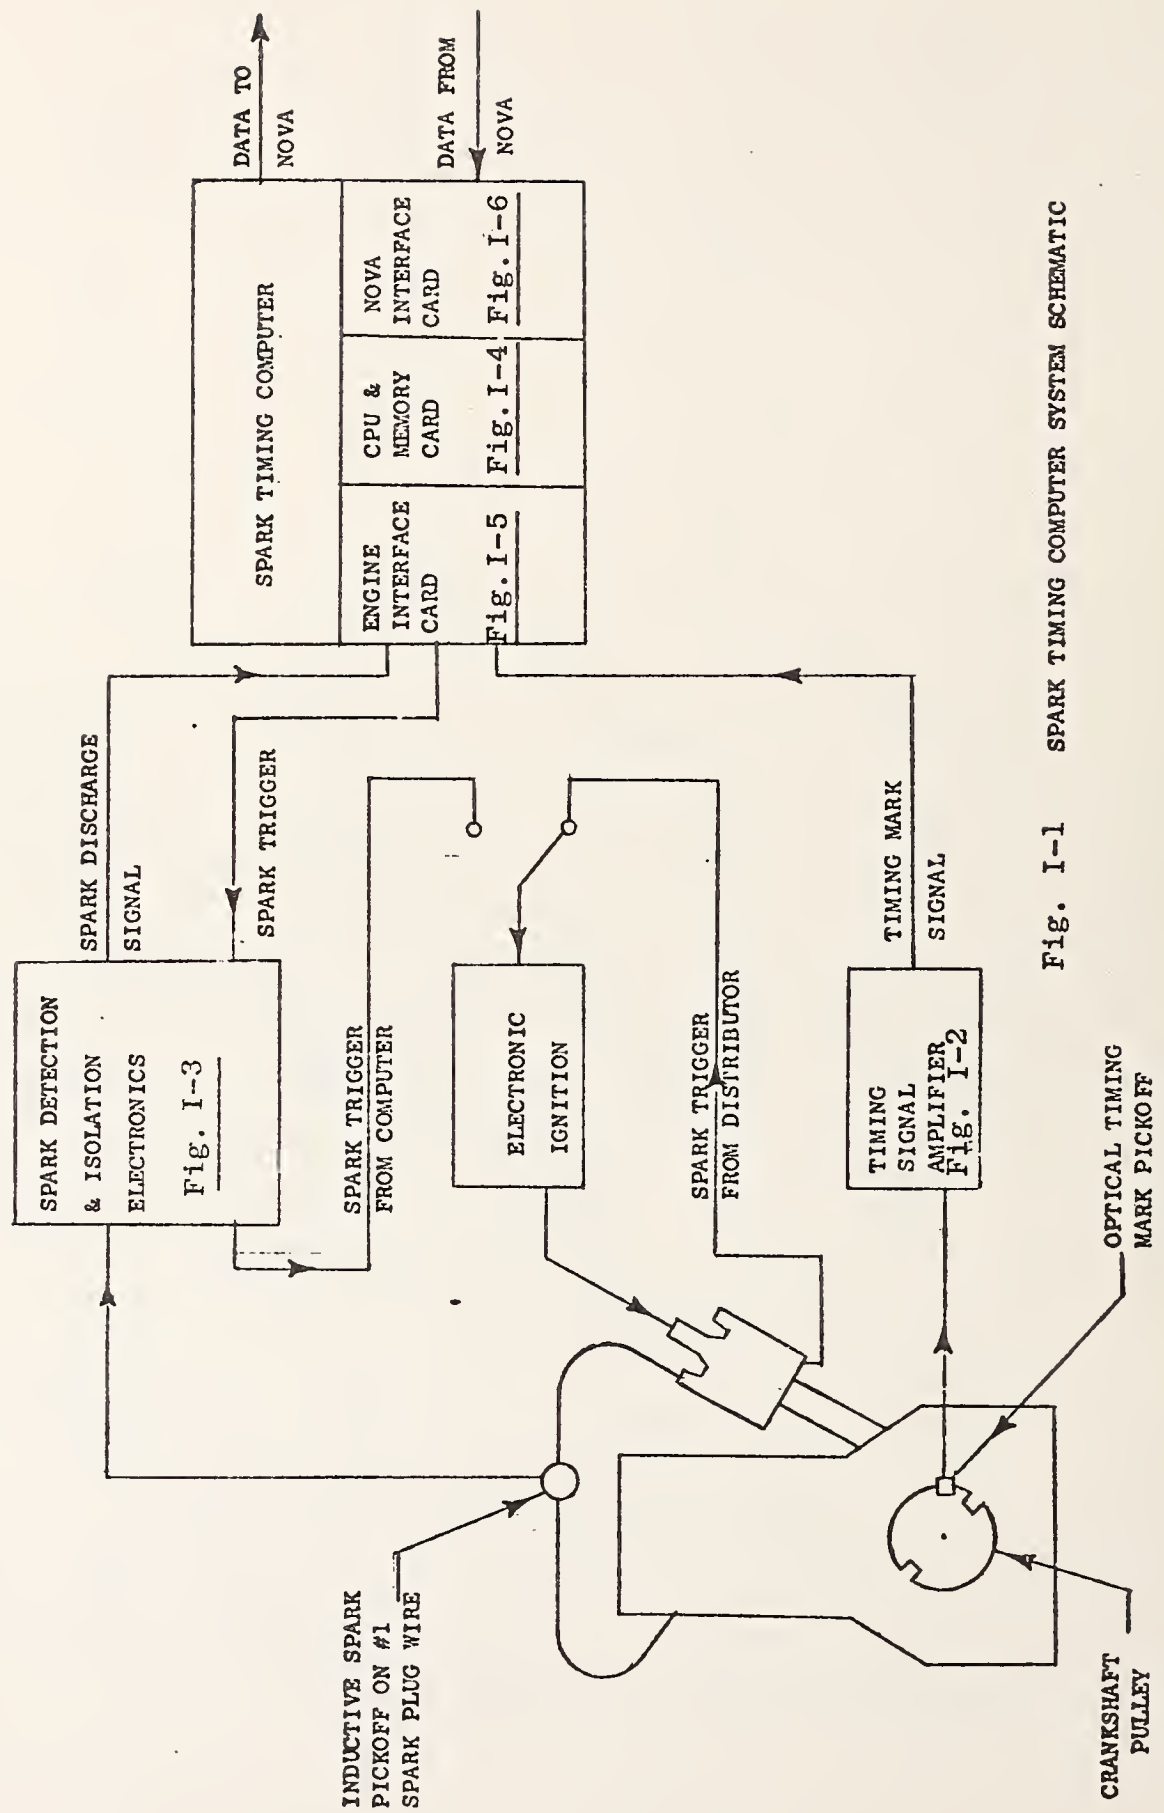 INDUCTIVE SPARK
PICKOFF ON #1
SPARK PLUG WIRE
CRANKSHAFT
PULLEY
OPTICAL TIMING
MARK PICKOFF
SPARK DETECTION
& ISOLATION
ELECTRONICS
Fig. I-3
SPARK TRIGGER
FROM COMPUTER
ELECTRONIC
IGNITION
SPARK TRIGGER
FROM DISTRIBUTOR
TIMING
SIGNAL
AMPLIFIER
Fig. I-2
SPARK DISCHARGE
SIGNAL
SPARK TRIGGER
TIMING MARK
SIGNAL
SPARK TIMING COMPUTER
ENGINE
INTERFACE
CARD
Fig. I-5
CPU &
MEMORY
CARD
Fig. I-4
NOVA
INTERFACE
CARD
Fig. I-6
DATA TO
NOVA
DATA FROM
NOVA
Fig. I-1 SPARK TIMING COMPUTER SYSTEM SCHEMATIC